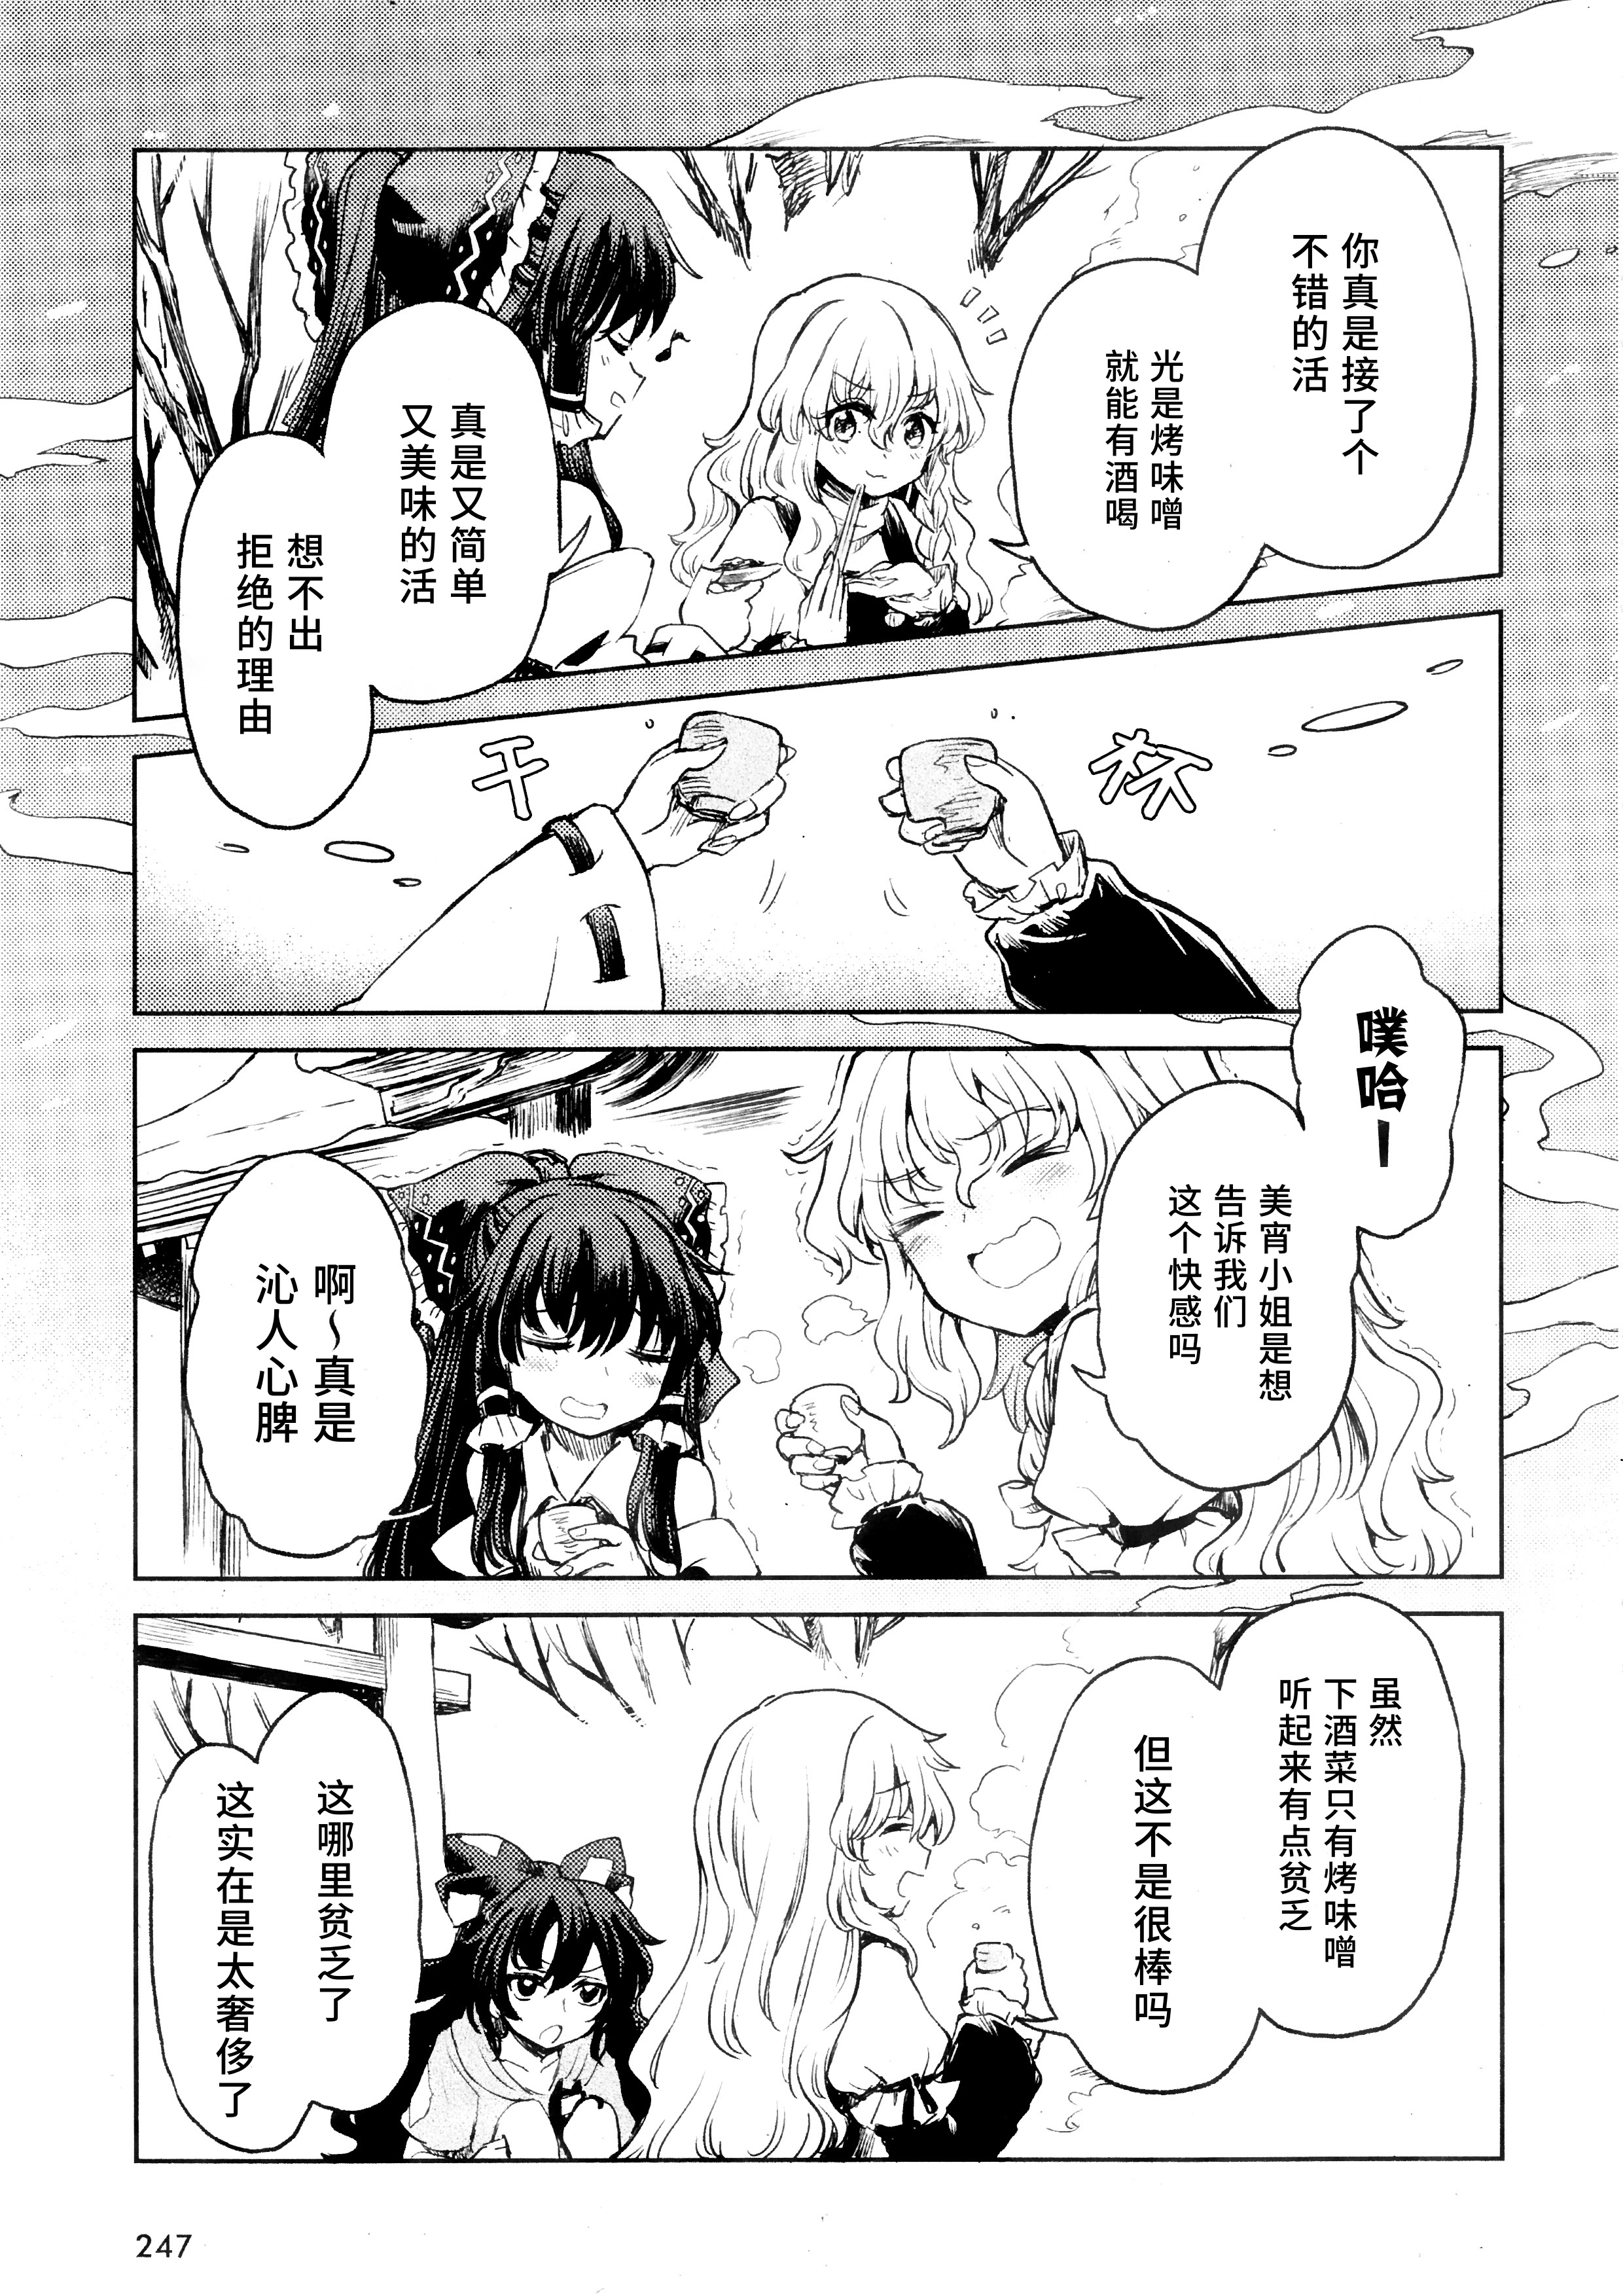 你真是接了个
不错的活
光是烤味噌
就能有酒喝
真是又简单
又美味的活
想不出
拒绝的理由
干杯
噗哈ー
美宵小姐是想
告诉我们
这个快感吗
啊～真是
沁人心脾
虽然
下酒菜只有烤味噌
听起来有点贫乏
但这不是很棒吗
这哪里贫乏了
这实在是太奢侈了
247